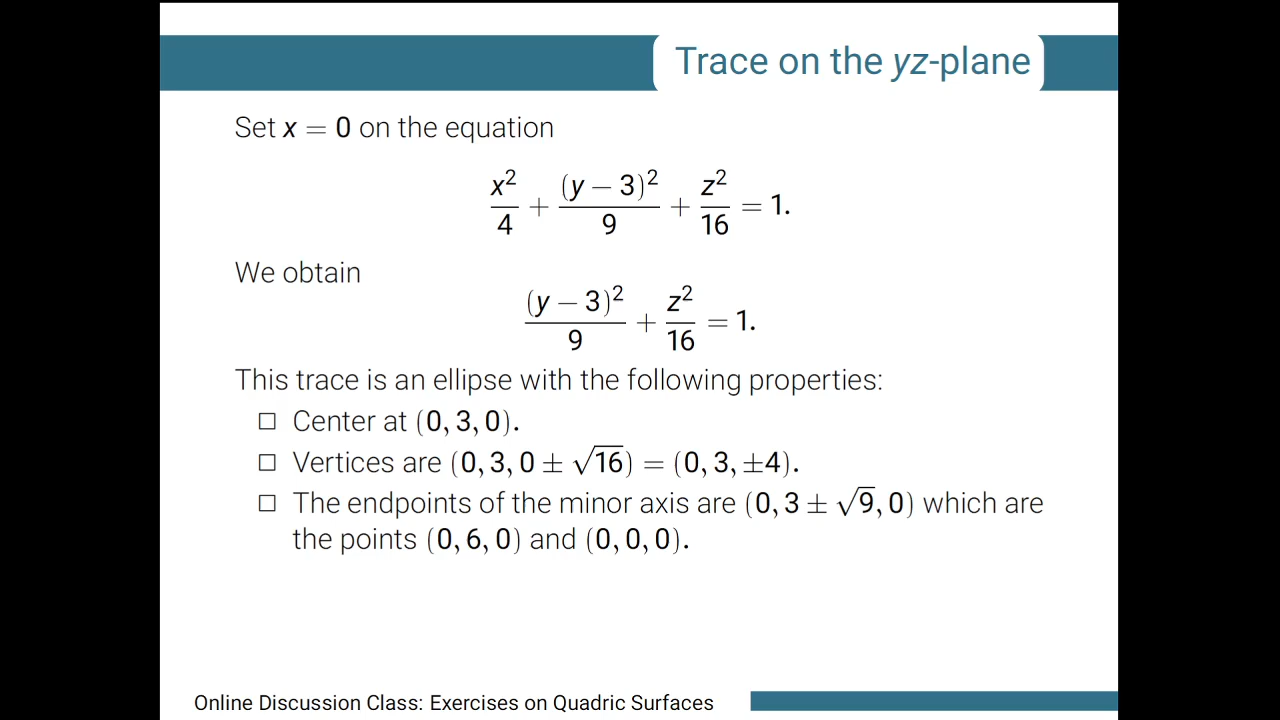 Trace on the yz-plane
Set x = 0 on the equation
x²/4 + (y − 3)²/9 + z²/16 = 1.
We obtain
(y − 3)²/9 + z²/16 = 1.
This trace is an ellipse with the following properties:
□ Center at (0, 3, 0).
□ Vertices are (0, 3, 0 ± √16) = (0, 3, ±4).
□ The endpoints of the minor axis are (0, 3 ± √9, 0) which are
the points (0, 6, 0) and (0, 0, 0).
Online Discussion Class: Exercises on Quadric Surfaces